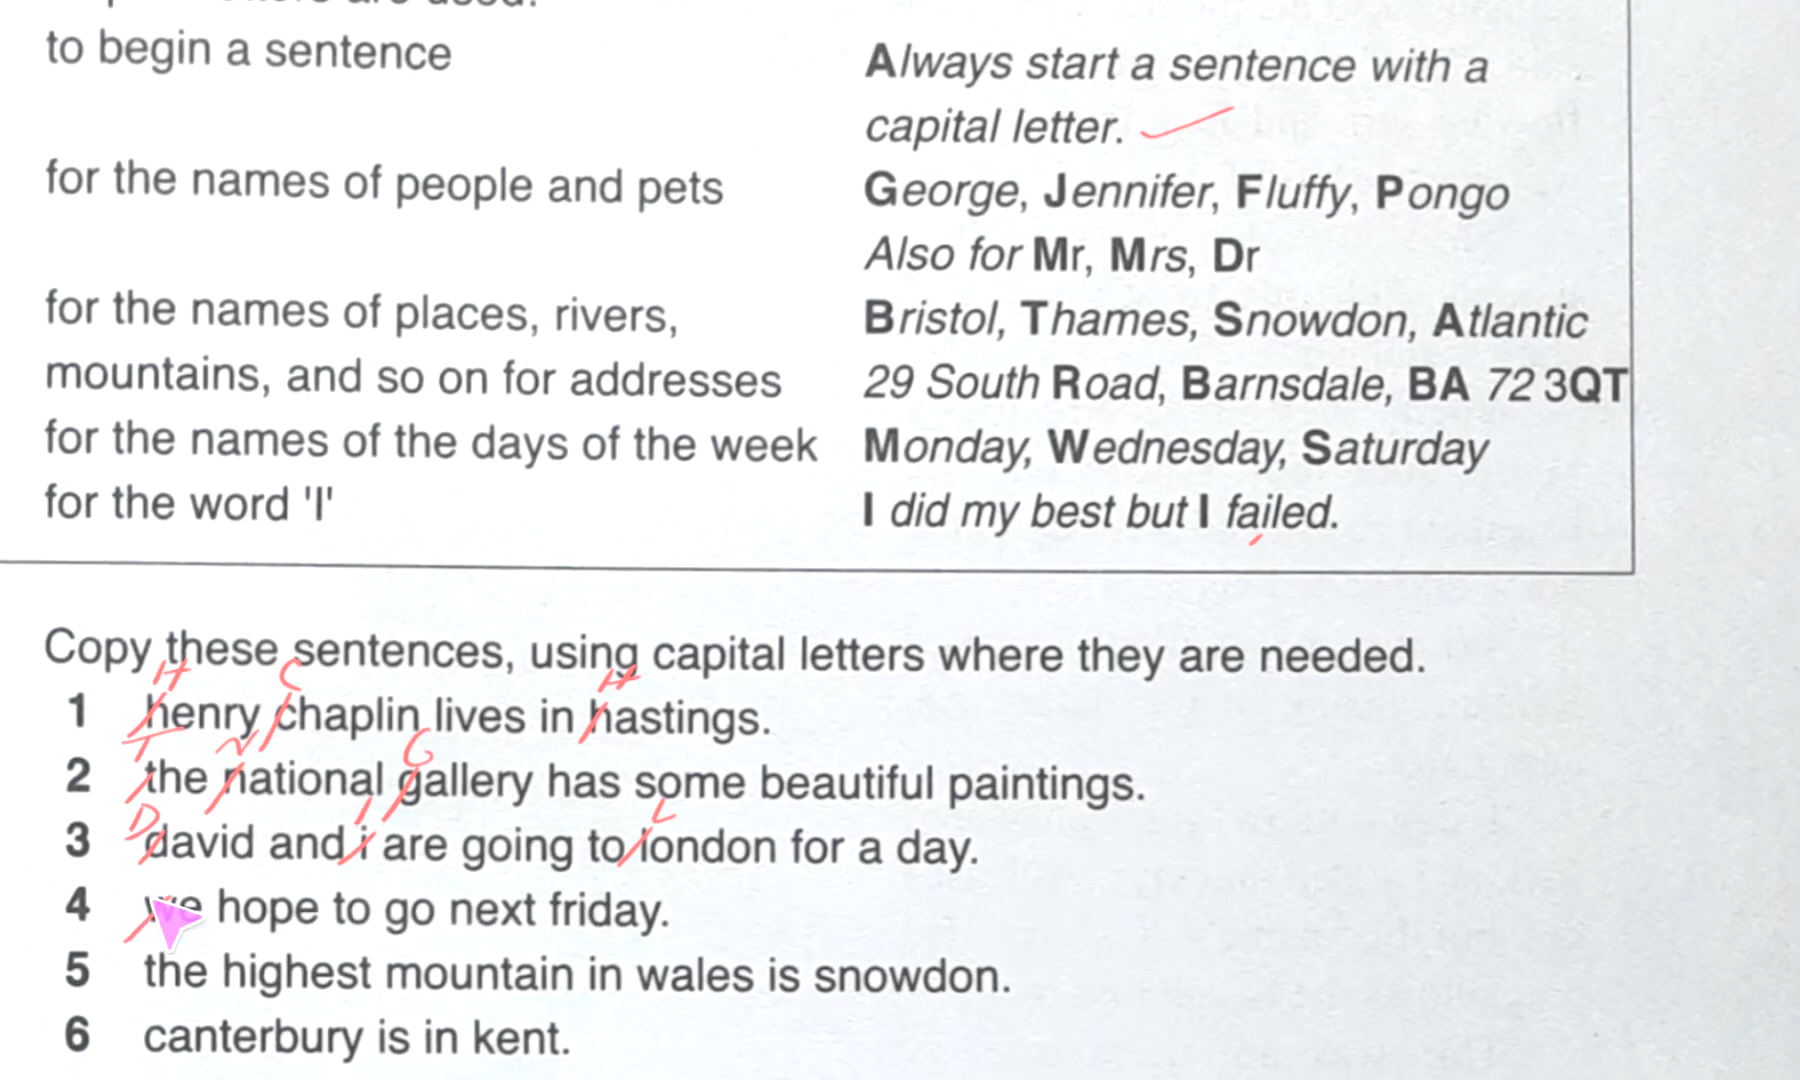 to begin a sentence
Always start a sentence with a
capital letter.
for the names of people and pets
George, Jennifer, Fluffy, Pongo
Also for Mr, Mrs, Dr
for the names of places, rivers,
Bristol, Thames, Snowdon, Atlantic
mountains, and so on for addresses
29 South Road, Barnsdale, BA 72 3QT
for the names of the days of the week
Monday, Wednesday, Saturday
for the word 'I'
I did my best but I failed.
Copy these sentences, using capital letters where they are needed.
H C H
1 henry chaplin lives in hastings.
T N G
2 the national gallery has some beautiful paintings.
D I L
3 david and i are going to london for a day.
4 we hope to go next friday.
5 the highest mountain in wales is snowdon.
6 canterbury is in kent.